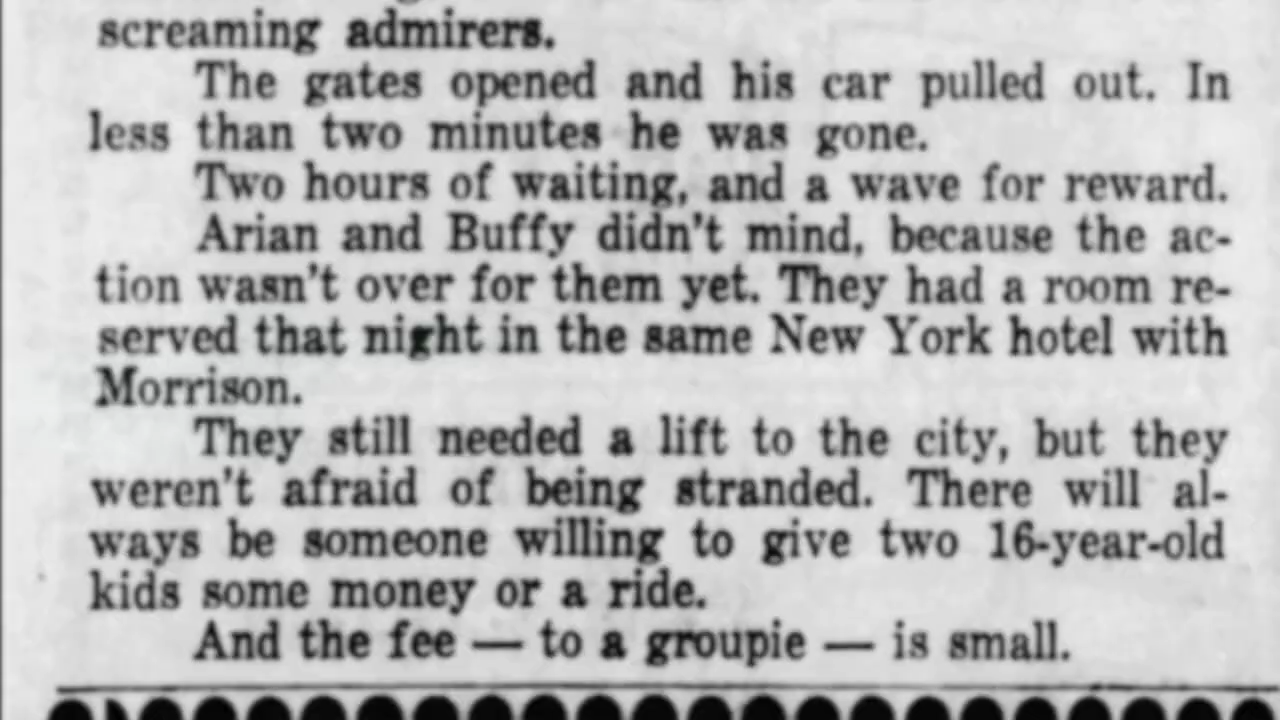 screaming admirers.
The gates opened and his car pulled out. In
less than two minutes he was gone.
Two hours of waiting, and a wave for reward.
Arian and Buffy didn't mind, because the ac-
tion wasn't over for them yet. They had a room re-
served that night in the same New York hotel with
Morrison.
They still needed a lift to the city, but they
weren't afraid of being stranded. There will al-
ways be someone willing to give two 16-year-old
kids some money or a ride.
And the fee — to a groupie — is small.